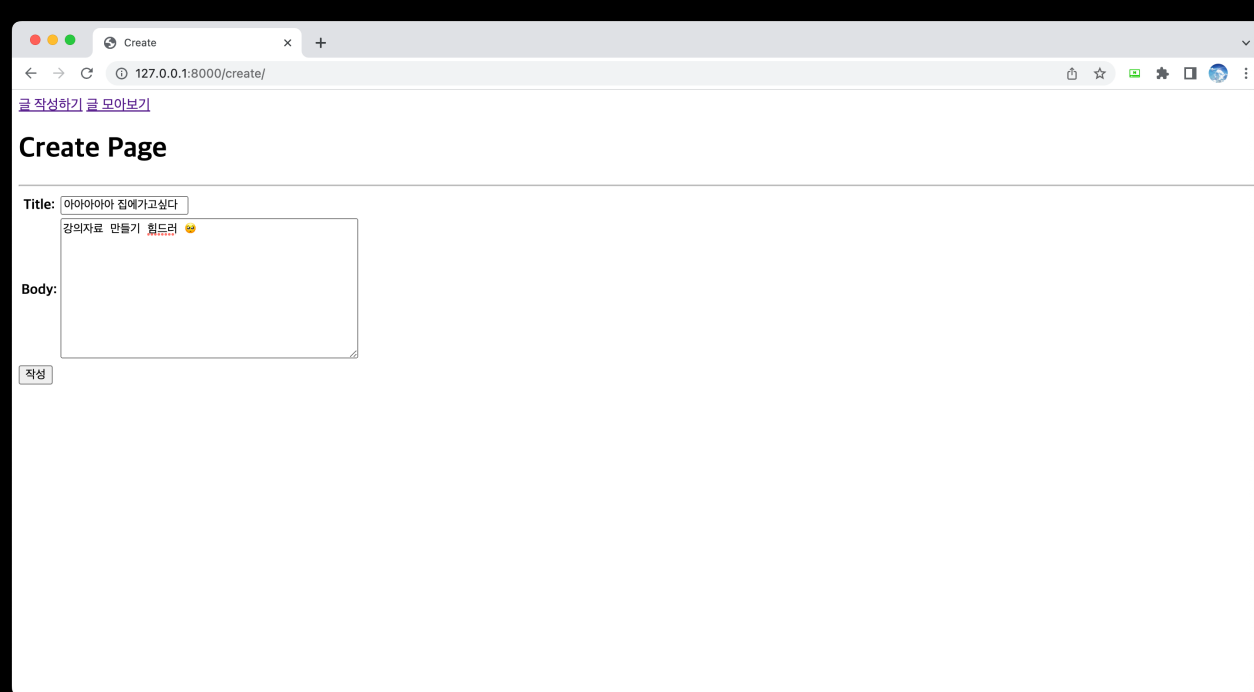 Create
127.0.0.1:8000/create/
글 작성하기 글 모아보기
Create Page
Title: 아아아아아 집에가고싶다
Body: 강의자료 만들기 힘드러 🥺
작성